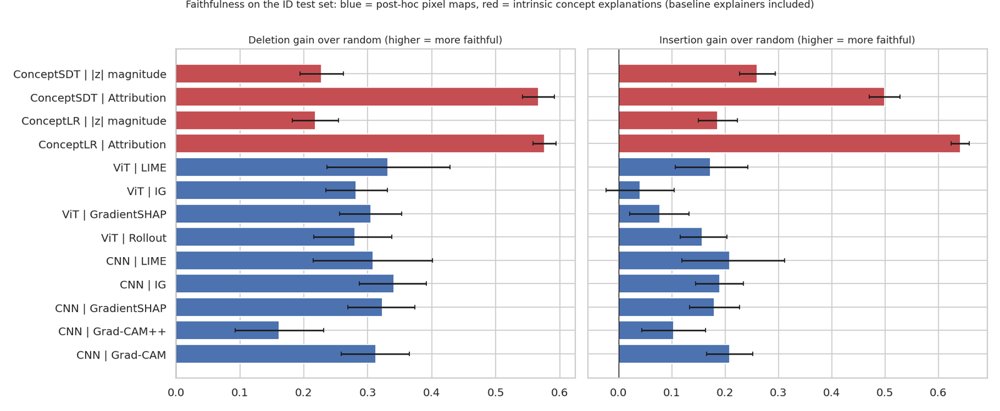 Faithfulness on the ID test set: blue = post-hoc pixel maps, red = intrinsic concept explanations (baseline explainers included)
Deletion gain over random (higher = more faithful)
Insertion gain over random (higher = more faithful)
ConceptSDT | |z| magnitude
ConceptSDT | Attribution
ConceptLR | |z| magnitude
ConceptLR | Attribution
ViT | LIME
ViT | IG
ViT | GradientSHAP
ViT | Rollout
CNN | LIME
CNN | IG
CNN | GradientSHAP
CNN | Grad-CAM++
CNN | Grad-CAM
0.0 0.1 0.2 0.3 0.4 0.5 0.6
0.0 0.1 0.2 0.3 0.4 0.5 0.6